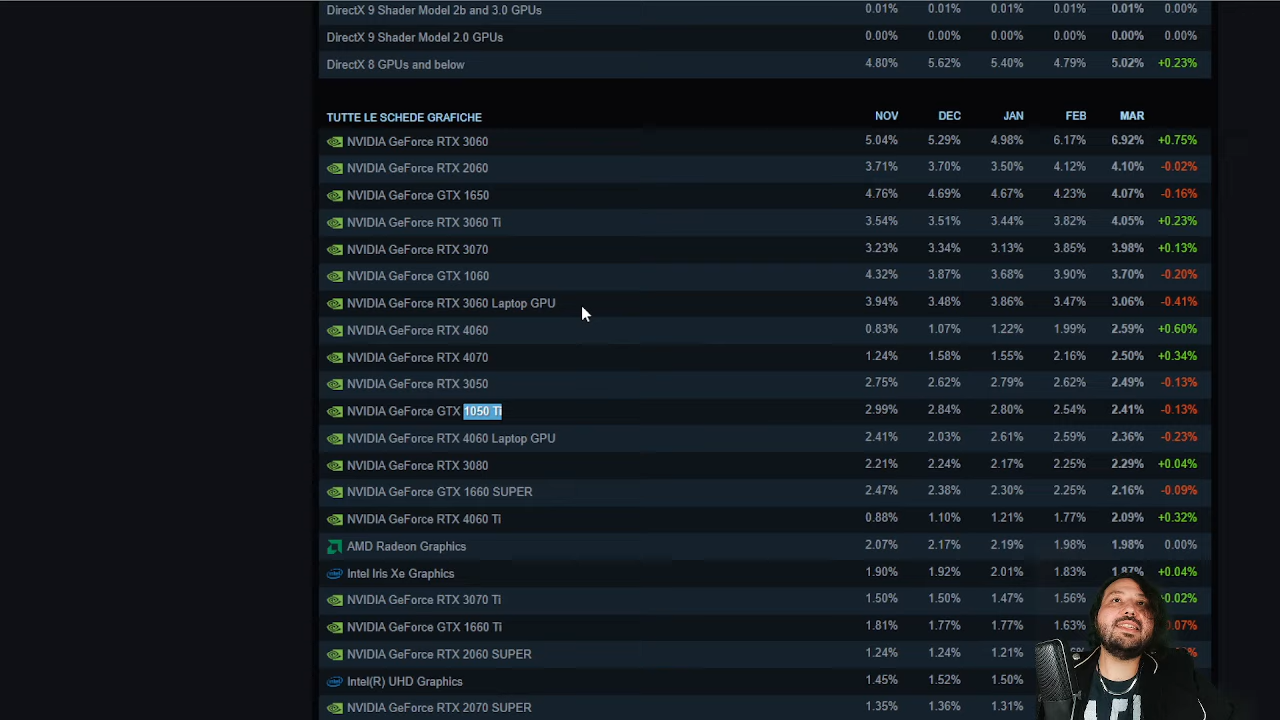 DirectX 9 Shader Model 2b and 3.0 GPUs 0.01% 0.01% 0.01% 0.01% 0.01% 0.00%
DirectX 9 Shader Model 2.0 GPUs 0.00% 0.00% 0.00% 0.00% 0.00% 0.00%
DirectX 8 GPUs and below 4.80% 5.62% 5.40% 4.79% 5.02% +0.23%
TUTTE LE SCHEDE GRAFICHE NOV DEC JAN FEB MAR
NVIDIA GeForce RTX 3060 5.04% 5.29% 4.98% 6.17% 6.92% +0.75%
NVIDIA GeForce RTX 2060 3.71% 3.70% 3.50% 4.12% 4.10% -0.02%
NVIDIA GeForce GTX 1650 4.76% 4.69% 4.67% 4.23% 4.07% -0.16%
NVIDIA GeForce RTX 3060 Ti 3.54% 3.51% 3.44% 3.82% 4.05% +0.23%
NVIDIA GeForce RTX 3070 3.23% 3.34% 3.13% 3.85% 3.98% +0.13%
NVIDIA GeForce GTX 1060 4.32% 3.87% 3.68% 3.90% 3.70% -0.20%
NVIDIA GeForce RTX 3060 Laptop GPU 3.94% 3.48% 3.86% 3.47% 3.06% -0.41%
NVIDIA GeForce RTX 4060 0.83% 1.07% 1.22% 1.99% 2.59% +0.60%
NVIDIA GeForce RTX 4070 1.24% 1.58% 1.55% 2.16% 2.50% +0.34%
NVIDIA GeForce RTX 3050 2.75% 2.62% 2.79% 2.62% 2.49% -0.13%
NVIDIA GeForce GTX 1050 Ti 2.99% 2.84% 2.80% 2.54% 2.41% -0.13%
NVIDIA GeForce RTX 4060 Laptop GPU 2.41% 2.03% 2.61% 2.59% 2.36% -0.23%
NVIDIA GeForce RTX 3080 2.21% 2.24% 2.17% 2.25% 2.29% +0.04%
NVIDIA GeForce GTX 1660 SUPER 2.47% 2.38% 2.30% 2.25% 2.16% -0.09%
NVIDIA GeForce RTX 4060 Ti 0.88% 1.10% 1.21% 1.77% 2.09% +0.32%
AMD Radeon Graphics 2.07% 2.17% 2.19% 1.98% 1.98% 0.00%
Intel Iris Xe Graphics 1.90% 1.92% 2.01% 1.83% 1.87% +0.04%
NVIDIA GeForce RTX 3070 Ti 1.50% 1.50% 1.47% 1.56% +0.02%
NVIDIA GeForce GTX 1660 Ti 1.81% 1.77% 1.77% 1.63% 0.07%
NVIDIA GeForce RTX 2060 SUPER 1.24% 1.24% 1.21%
Intel(R) UHD Graphics 1.45% 1.52% 1.50%
NVIDIA GeForce RTX 2070 SUPER 1.35% 1.36% 1.31%